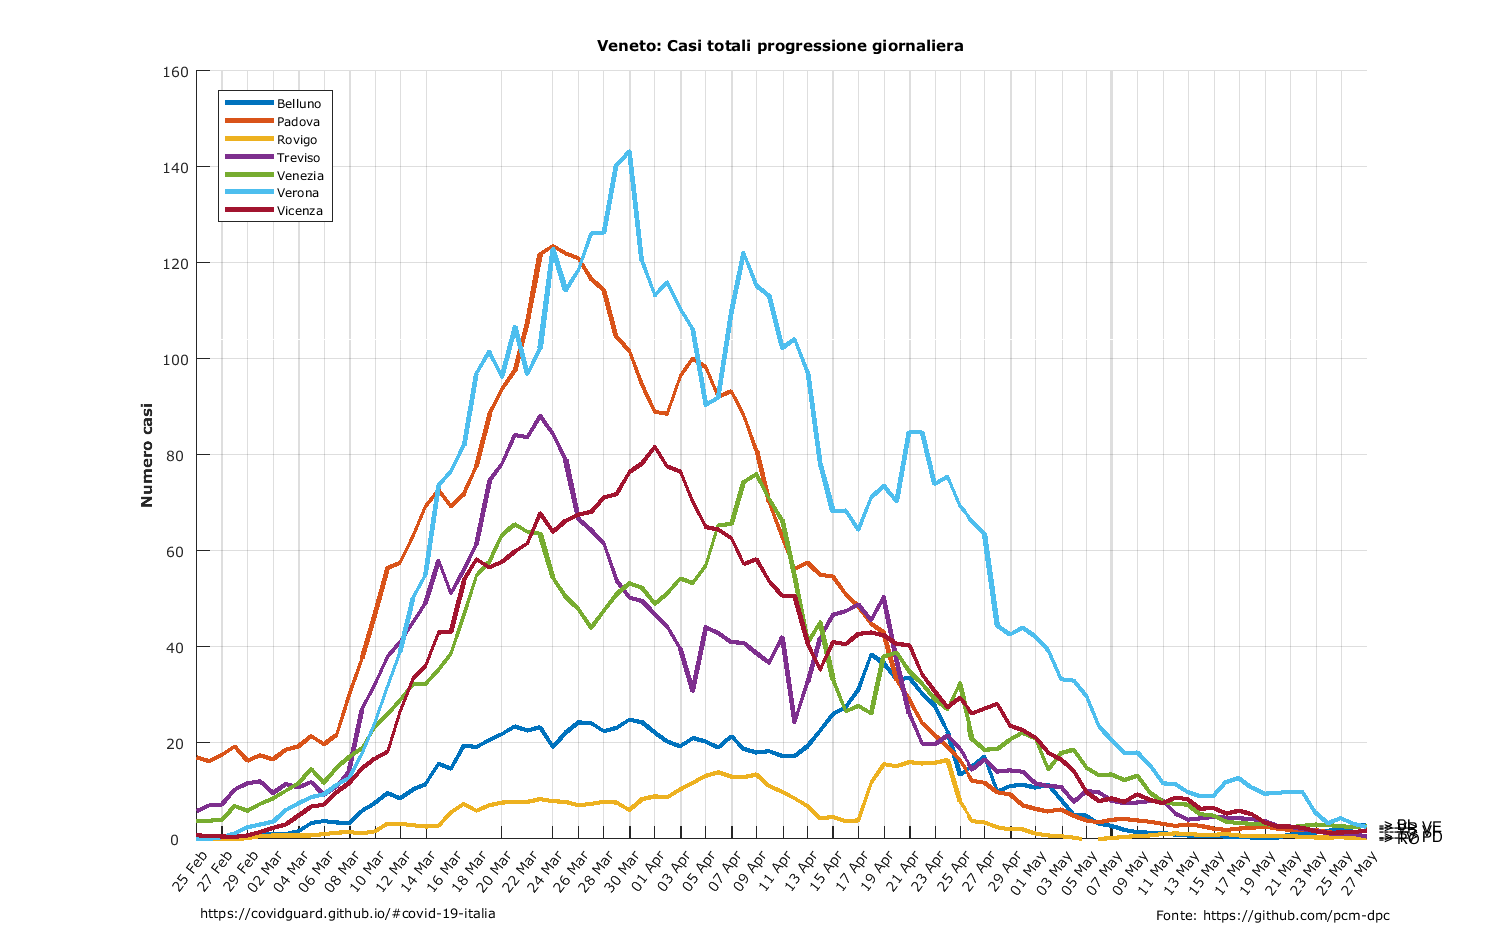 Veneto: Casi totali progressione giornaliera
160
140
120
100
80
60
40
20
0
Numero casi
Belluno
Padova
Rovigo
Treviso
Venezia
Verona
Vicenza
25 Feb
27 Feb
29 Feb
02 Mar
04 Mar
06 Mar
08 Mar
10 Mar
12 Mar
14 Mar
16 Mar
18 Mar
20 Mar
22 Mar
24 Mar
26 Mar
28 Mar
30 Mar
01 Apr
03 Apr
05 Apr
07 Apr
09 Apr
11 Apr
13 Apr
15 Apr
17 Apr
19 Apr
21 Apr
23 Apr
25 Apr
27 Apr
29 Apr
01 May
03 May
05 May
07 May
09 May
11 May
13 May
15 May
17 May
19 May
21 May
23 May
25 May
27 May
VE
PD
https://covidguard.github.io/#covid-19-italia
Fonte: https://github.com/pcm-dpc